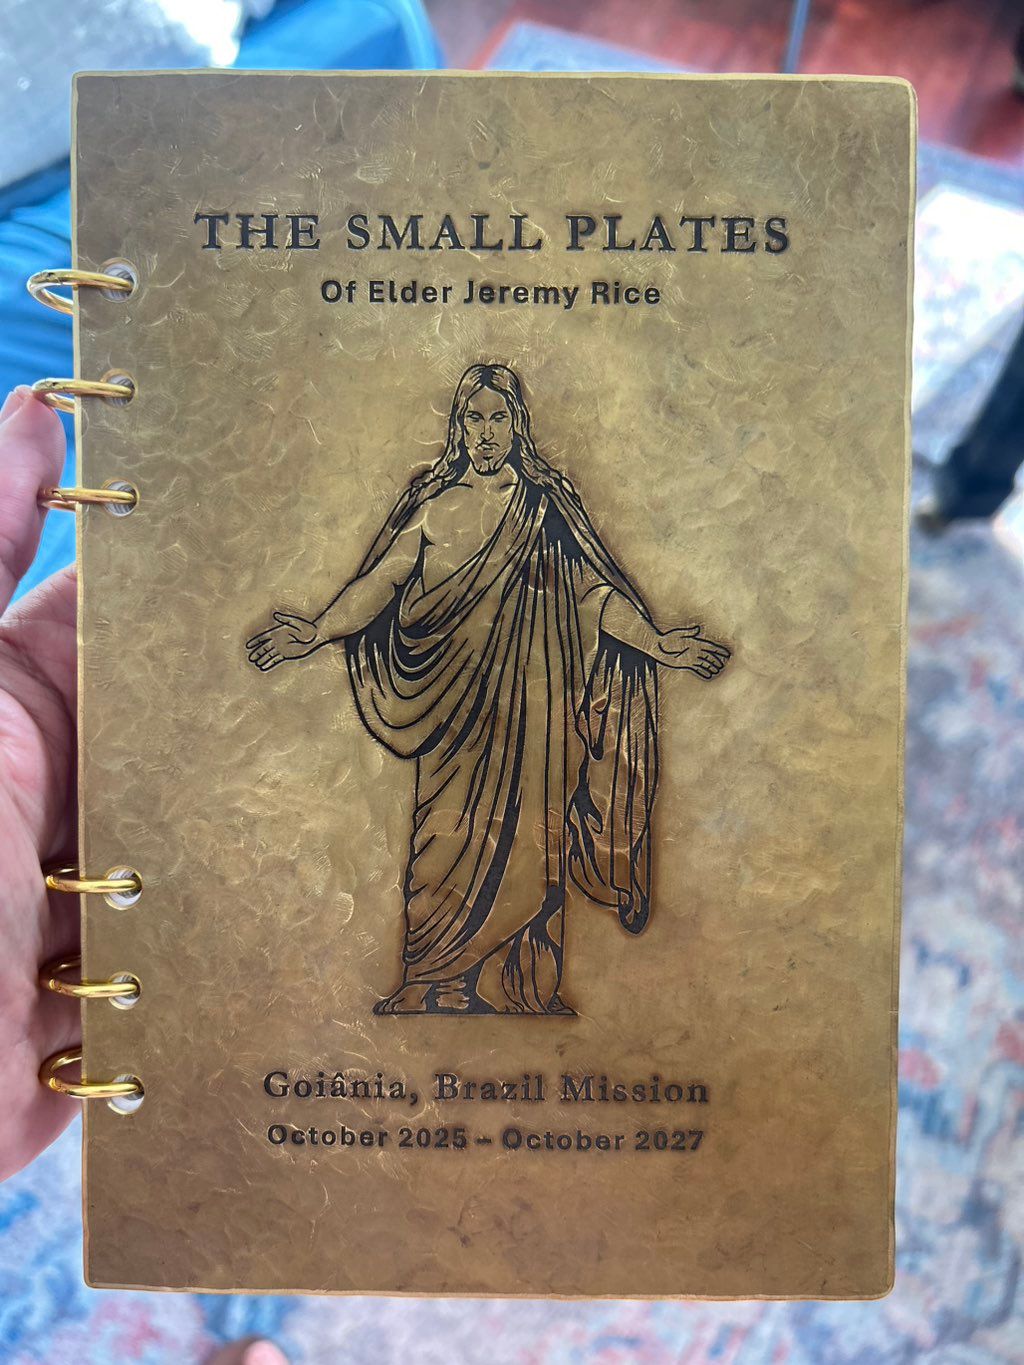 THE SMALL PLATES
Of Elder Jeremy Rice
Goiânia, Brazil Mission
October 2025 – October 2027